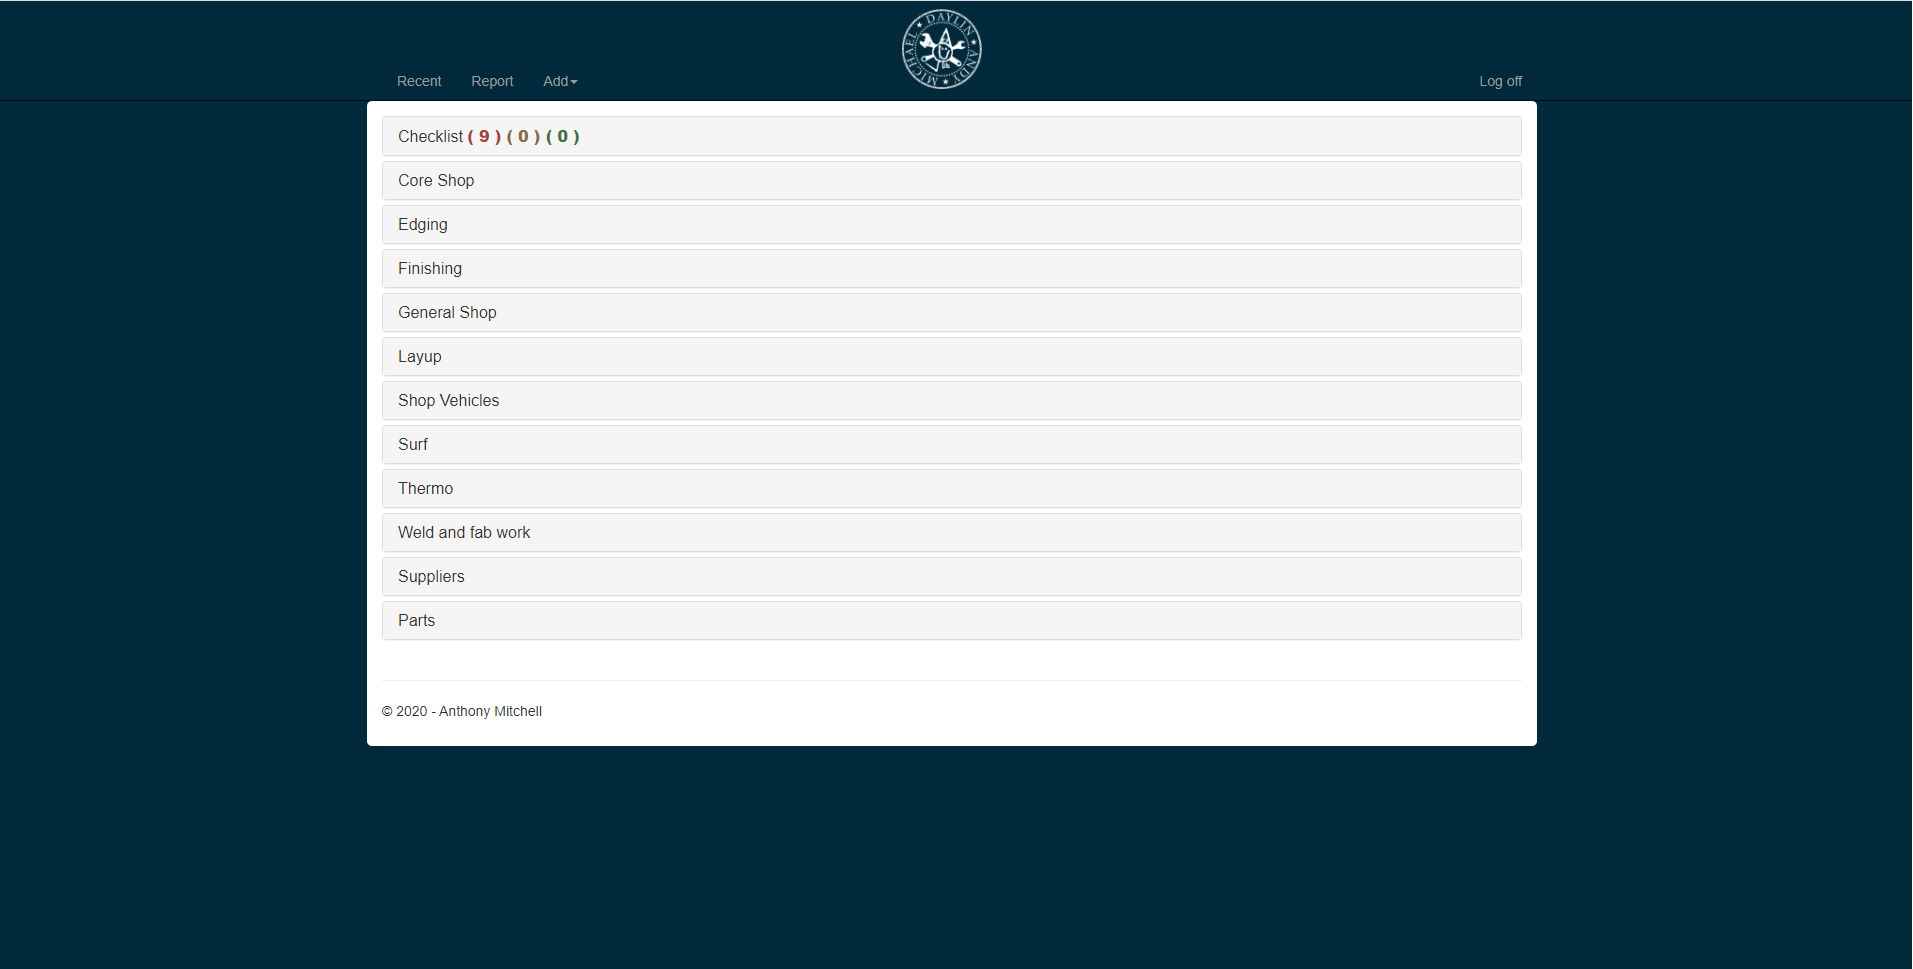 DAYLIN ★ ANDY ★ MICHAEL ★
Recent Report Add Log off
Checklist ( 9 ) ( 0 ) ( 0 )
Core Shop
Edging
Finishing
General Shop
Layup
Shop Vehicles
Surf
Thermo
Weld and fab work
Suppliers
Parts
© 2020 - Anthony Mitchell